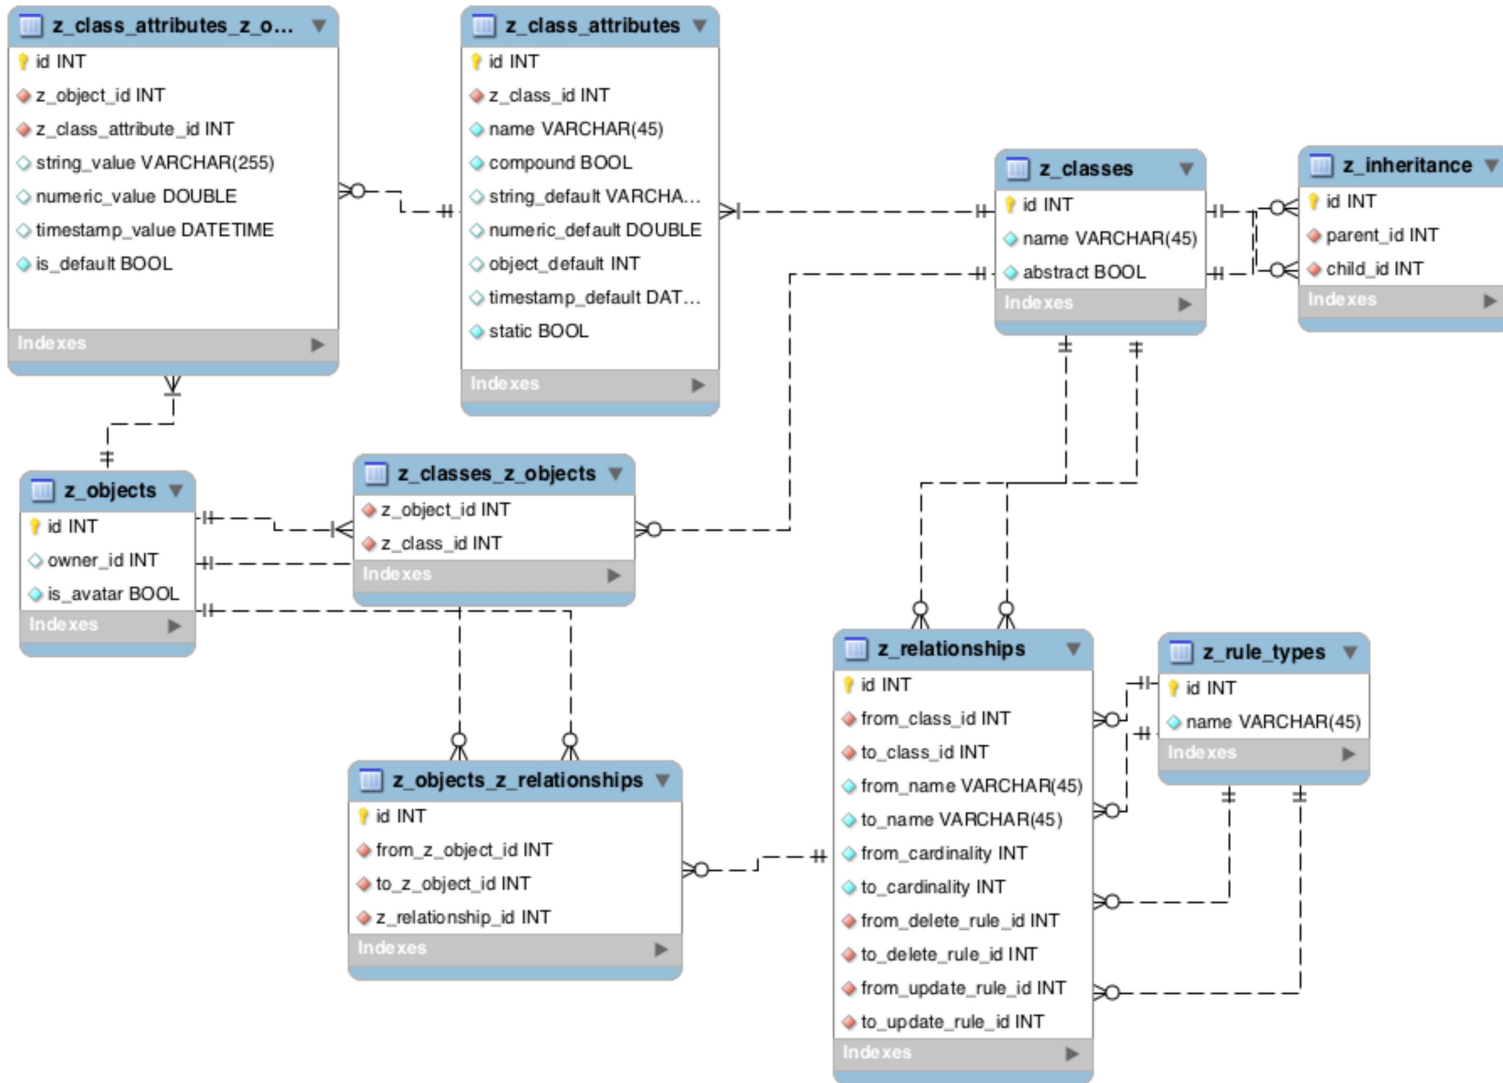 z_class_attributes_z_o...
id INT
z_object_id INT
z_class_attribute_id INT
string_value VARCHAR(255)
numeric_value DOUBLE
timestamp_value DATETIME
is_default BOOL
Indexes
z_class_attributes
id INT
z_class_id INT
name VARCHAR(45)
compound BOOL
string_default VARCHA...
numeric_default DOUBLE
object_default INT
timestamp_default DAT...
static BOOL
Indexes
z_classes
id INT
name VARCHAR(45)
abstract BOOL
Indexes
z_inheritance
id INT
parent_id INT
child_id INT
Indexes
z_objects
id INT
owner_id INT
is_avatar BOOL
Indexes
z_classes_z_objects
z_object_id INT
z_class_id INT
Indexes
z_objects_z_relationships
id INT
from_z_object_id INT
to_z_object_id INT
z_relationship_id INT
Indexes
z_relationships
id INT
from_class_id INT
to_class_id INT
from_name VARCHAR(45)
to_name VARCHAR(45)
from_cardinality INT
to_cardinality INT
from_delete_rule_id INT
to_delete_rule_id INT
from_update_rule_id INT
to_update_rule_id INT
Indexes
z_rule_types
id INT
name VARCHAR(45)
Indexes